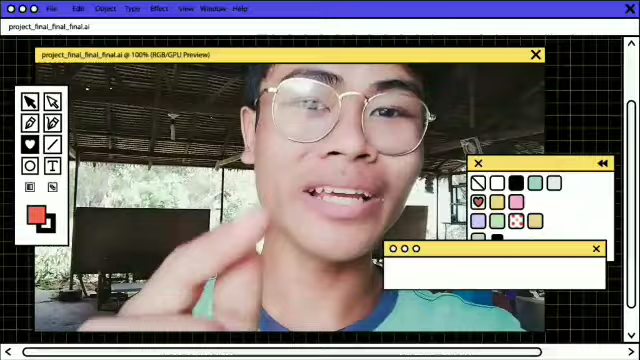 File Edit Object Type Effect View Window Help
project_final_final_final.ai
project_final_final_final.ai @ 100% (RGB/GPU Preview)
T